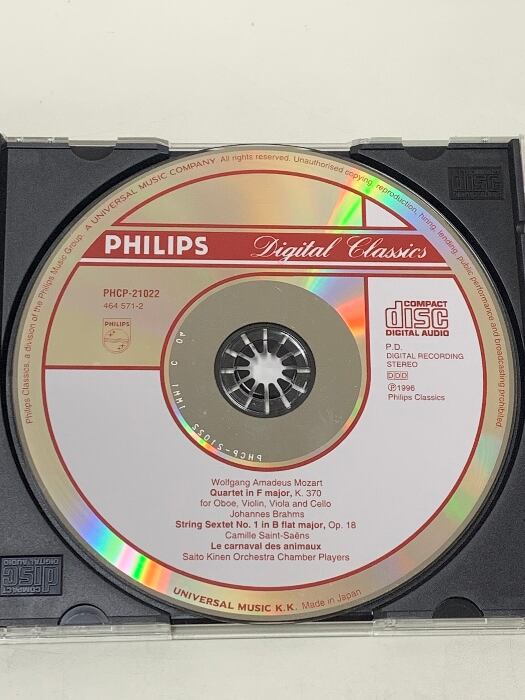 Philips Classics, a division of the Philips Music Group. A UNIVERSAL MUSIC COMPANY All rights reserved. Unauthorised copying, reproduction, hiring, lending, public performance and broadcasting prohibited
PHILIPS Digital Classics
PHCP-21022
464 571-2
PHILIPS
COMPACT
disc
DIGITAL AUDIO
P.D.
DIGITAL RECORDING
STEREO
DDD
Ⓟ1996
Philips Classics
PHCP-21022
Wolfgang Amadeus Mozart
Quartet in F major, K. 370
for Oboe, Violin, Viola and Cello
Johannes Brahms
String Sextet No. 1 in B flat major, Op. 18
Camille Saint-Saëns
Le carnaval des animaux
Saito Kinen Orchestra Chamber Players
UNIVERSAL MUSIC K.K. Made in Japan
disc
COMPACT
disc
DIGITAL AUDIO